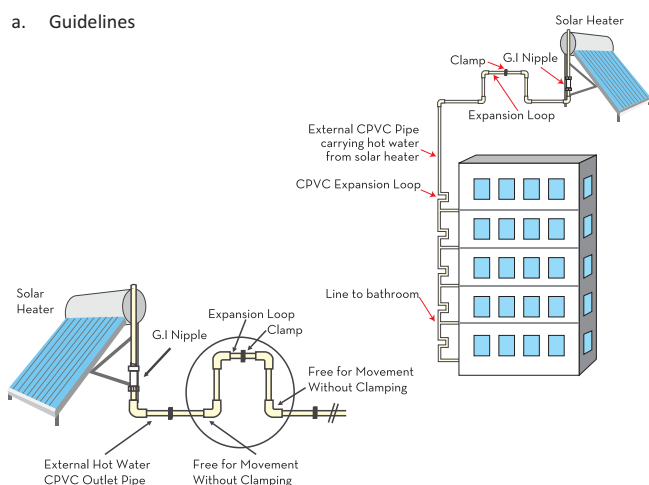 a. Guidelines
Solar Heater
Clamp
G.I Nipple
Expansion Loop
External CPVC Pipe
carrying hot water
from solar heater
CPVC Expansion Loop
Line to bathroom
Solar
Heater
G.I Nipple
Expansion Loop
Clamp
Free for Movement
Without Clamping
External Hot Water
CPVC Outlet Pipe
Free for Movement
Without Clamping